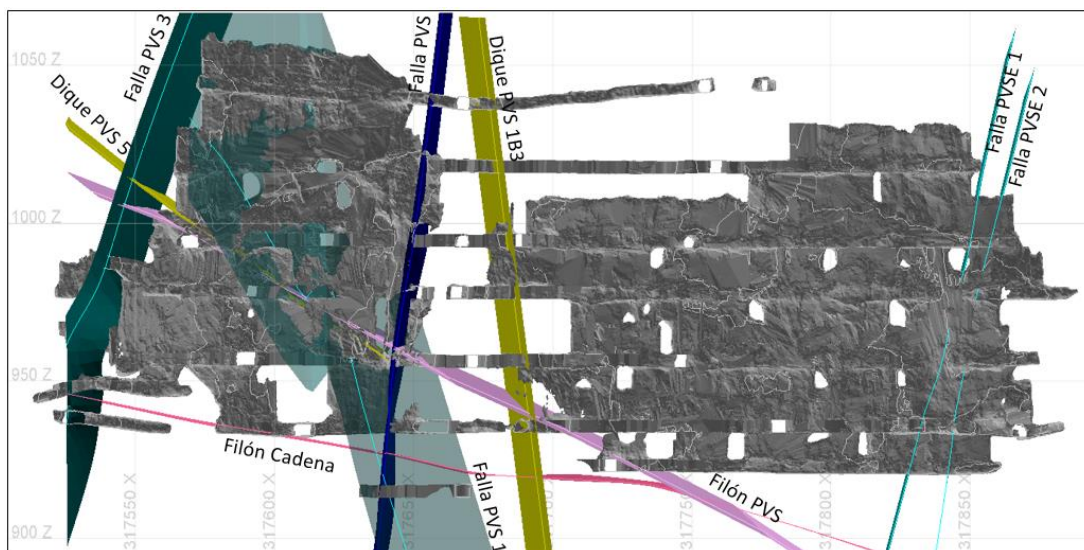 1050 Z
1000 Z
950 Z
900 Z
Dique PVS 5
Falla PVS 3
Falla PVS
Dique PVS 1B3
Falla PVSE 1
Falla PVSE 2
Filón Cadena
Falla PVS 1
Filón PVS
317550 X
317600 X
317750 X
317800 X
317850 X